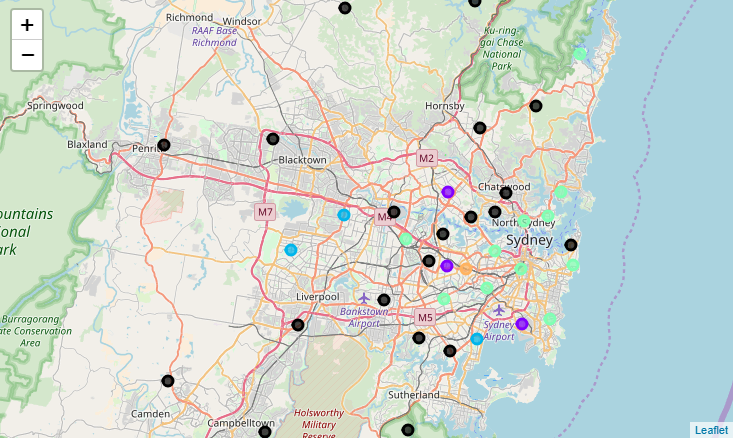 +
−
Richmond
Windsor
RAAF Base
Richmond
Ku-ring-
gai Chase
National
Park
Springwood
Hornsby
Blaxland
Penrith
Blacktown
M2
Chatswood
M7
M4
North Sydney
Sydney
ountains
ional
ark
Liverpool
Bankstown
Airport
M5
Sydney
Airport
Burragorang
ate Conservation
Area
Sutherland
Camden
Campbelltown
Holsworthy
Military
Reserve
Leaflet